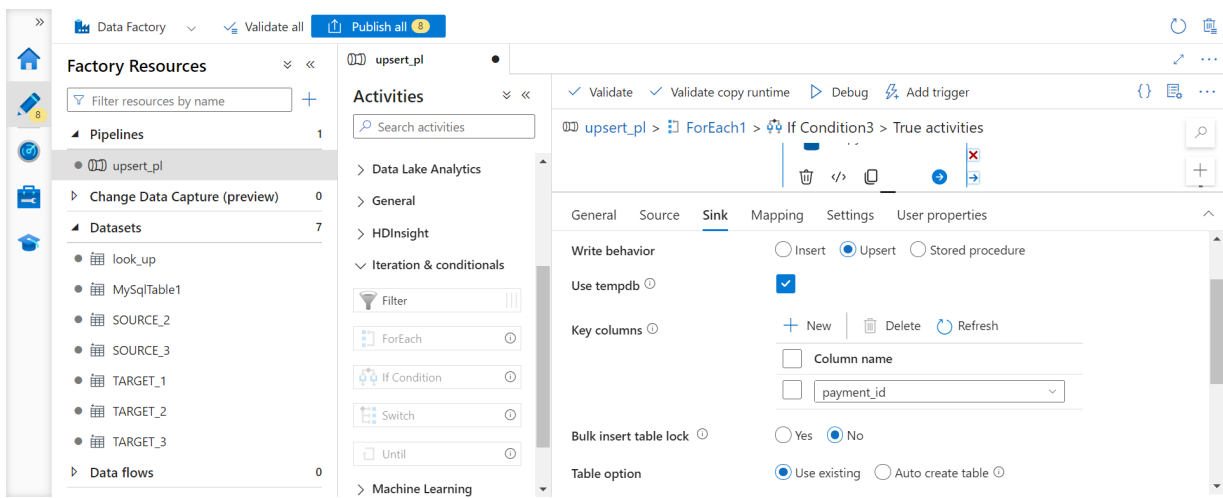 Data Factory
Validate all
Publish all 8
8
Factory Resources
Filter resources by name
Pipelines 1
upsert_pl
Change Data Capture (preview) 0
Datasets 7
look_up
MySqlTable1
SOURCE_2
SOURCE_3
TARGET_1
TARGET_2
TARGET_3
Data flows 0
upsert_pl
Activities
Search activities
Data Lake Analytics
General
HDInsight
Iteration & conditionals
Filter
ForEach
If Condition
Switch
Until
Machine Learning
Validate Validate copy runtime Debug Add trigger
upsert_pl > ForEach1 > If Condition3 > True activities
General Source Sink Mapping Settings User properties
Write behavior Insert Upsert Stored procedure
Use tempdb
Key columns New Delete Refresh
Column name
payment_id
Bulk insert table lock Yes No
Table option Use existing Auto create table